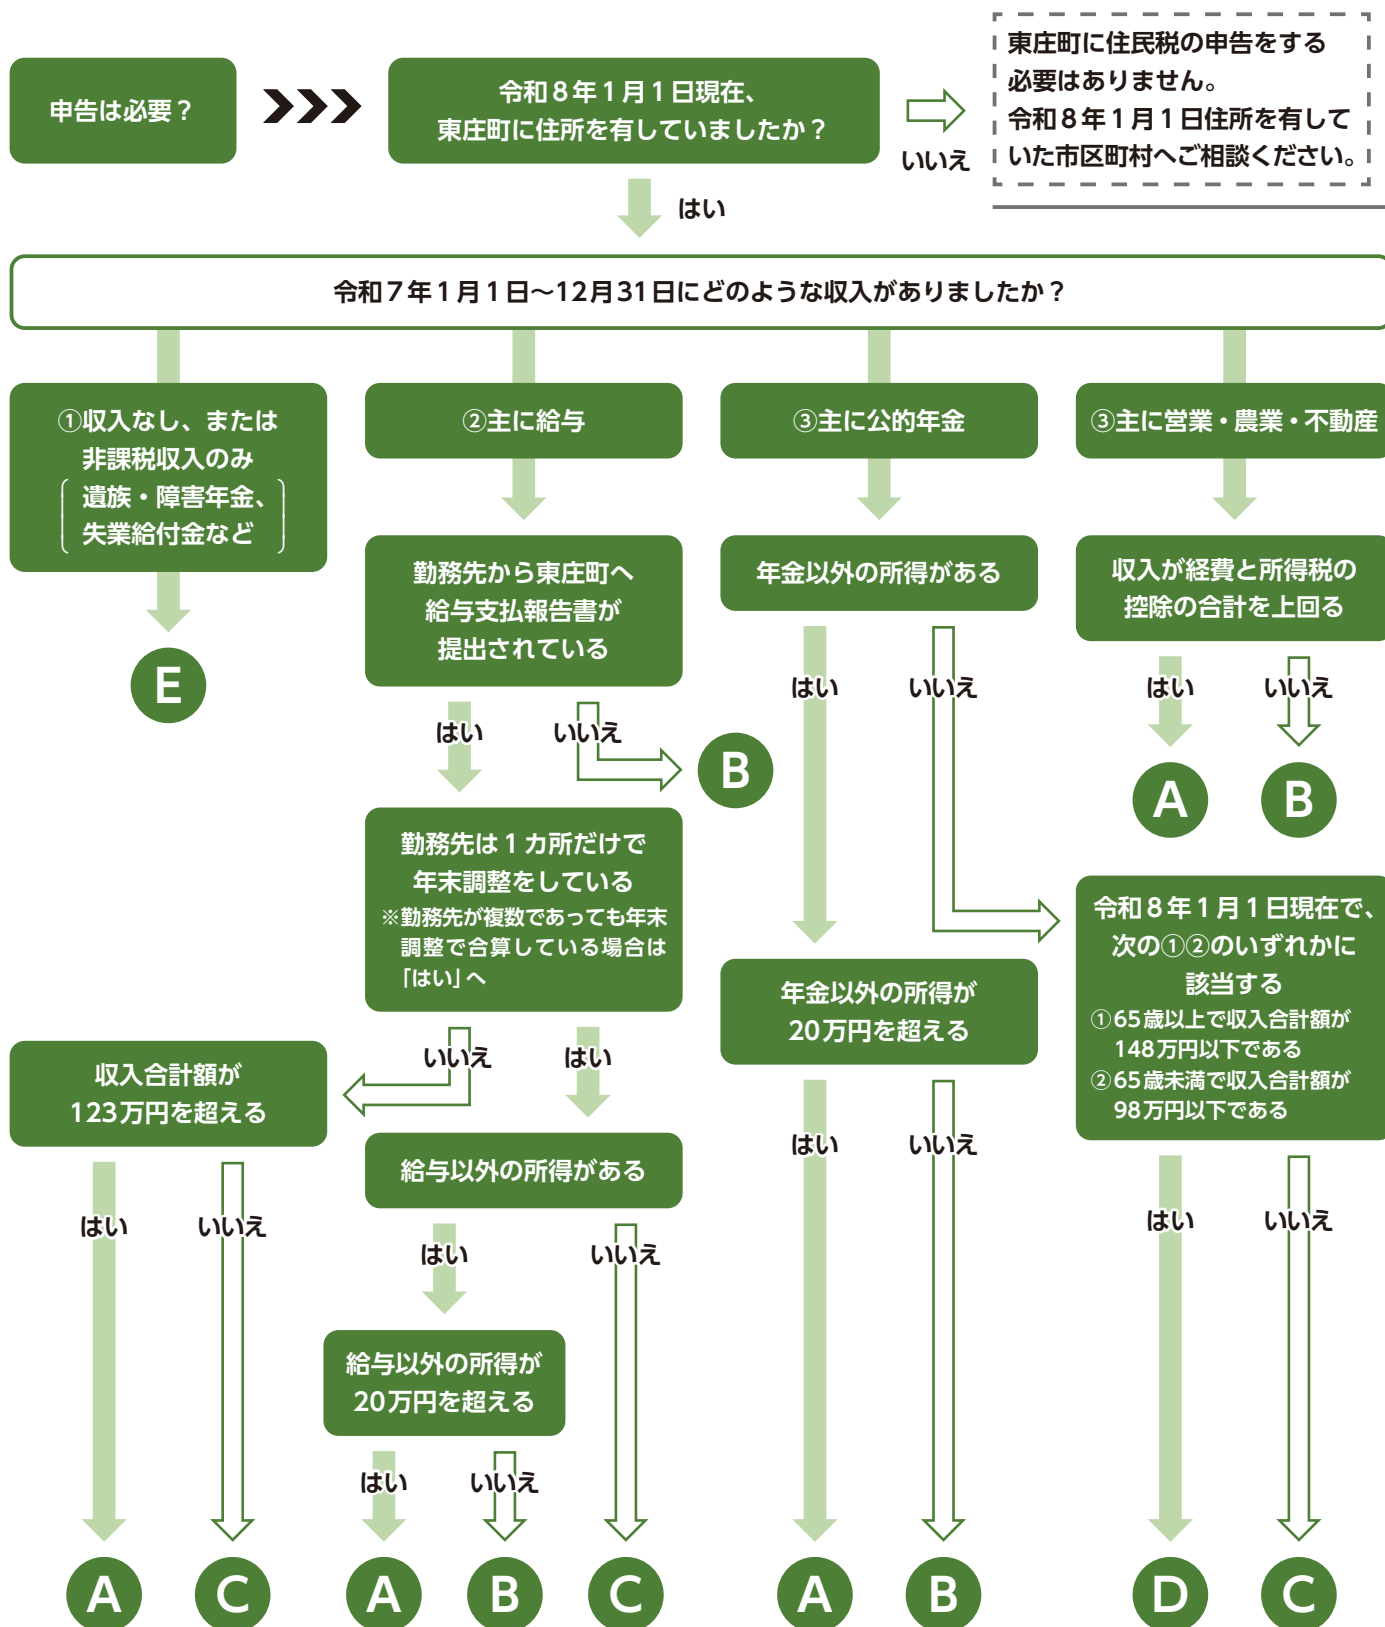 申告は必要？
令和８年１月１日現在、
東庄町に住所を有していましたか？
いいえ
東庄町に住民税の申告をする
必要はありません。
令和８年１月１日住所を有して
いた市区町村へご相談ください。
はい
令和７年１月１日～12月31日にどのような収入がありましたか？
①収入なし、または
非課税収入のみ
遺族・障害年金、
失業給付金など
E
②主に給与
勤務先から東庄町へ
給与支払報告書が
提出されている
はい
いいえ
B
勤務先は１カ所だけで
年末調整をしている
※勤務先が複数であっても年末
調整で合算している場合は
「はい」へ
いいえ
はい
収入合計額が
123万円を超える
はい
いいえ
A
C
給与以外の所得がある
はい
いいえ
給与以外の所得が
20万円を超える
はい
いいえ
A
B
C
③主に公的年金
年金以外の所得がある
はい
いいえ
年金以外の所得が
20万円を超える
はい
いいえ
A
B
令和８年１月１日現在で、
次の①②のいずれかに
該当する
①65歳以上で収入合計額が
148万円以下である
②65歳未満で収入合計額が
98万円以下である
はい
いいえ
D
C
③主に営業・農業・不動産
収入が経費と所得税の
控除の合計を上回る
はい
いいえ
A
B